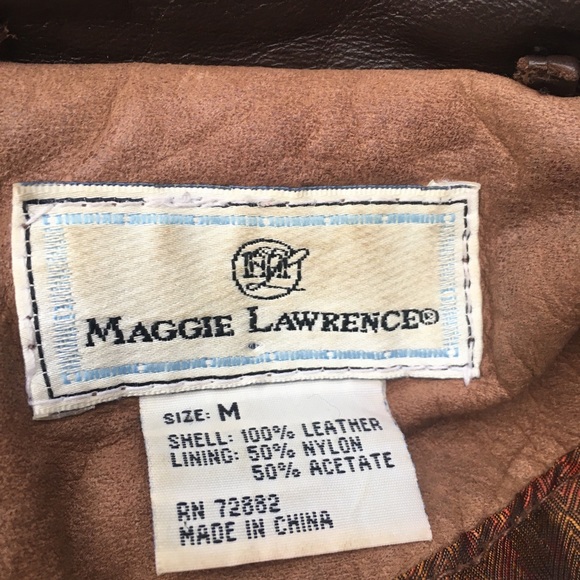 MAGGIE LAWRENCE®
SIZE: M
SHELL: 100% LEATHER
LINING: 50% NYLON
50% ACETATE
RN 72882
MADE IN CHINA